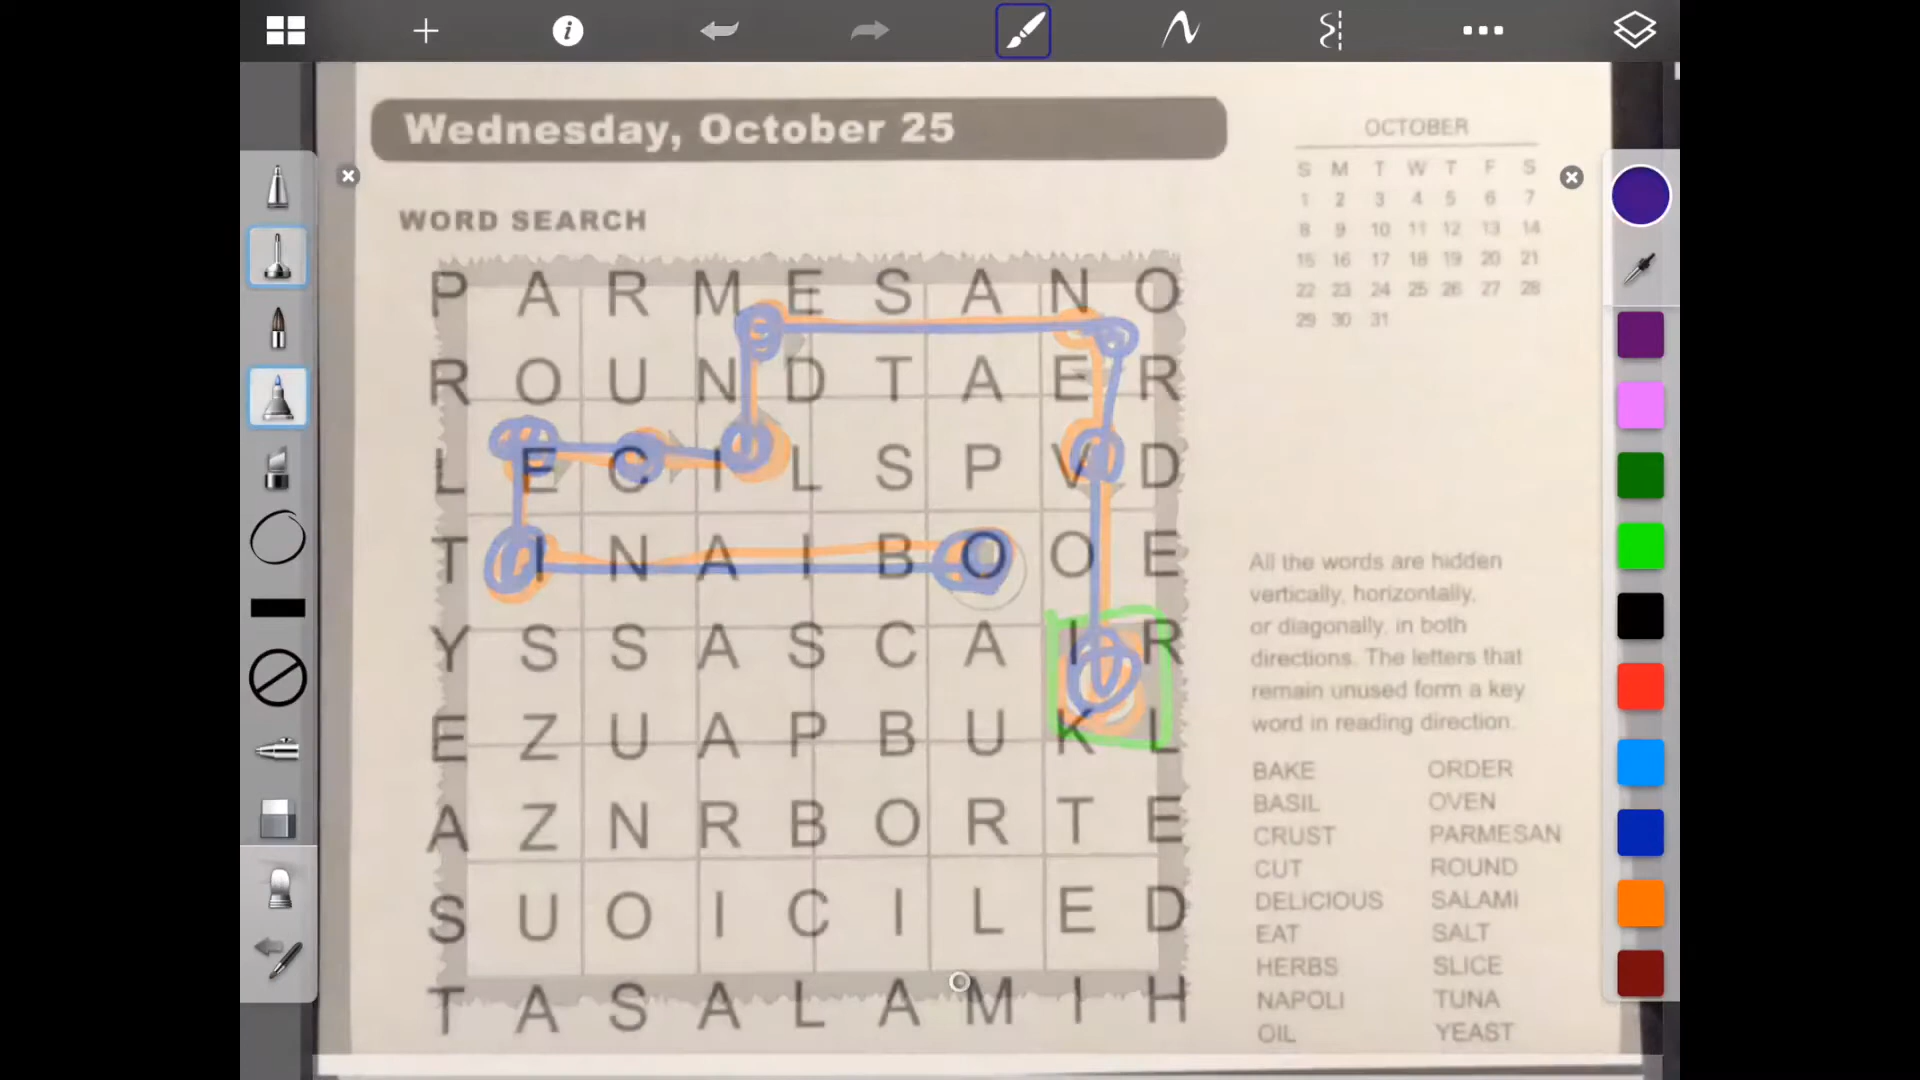 Wednesday, October 25
OCTOBER
S M T W T F S
1 2 3 4 5 6 7
8 9 10 11 12 13 14
15 16 17 18 19 20 21
22 23 24 25 26 27 28
29 30 31
WORD SEARCH
P A R M E S A N O
R O U N D T A E R
L E C I L S P V D
T I N A I B O O E
Y S S A S C A I R
E Z U A P B U K L
A Z N R B O R T E
S U O I C I L E D
T A S A L A M I H
All the words are hidden
vertically, horizontally,
or diagonally, in both
directions. The letters that
remain unused form a key
word in reading direction.
BAKE ORDER
BASIL OVEN
CRUST PARMESAN
CUT ROUND
DELICIOUS SALAMI
EAT SALT
HERBS SLICE
NAPOLI TUNA
OIL YEAST